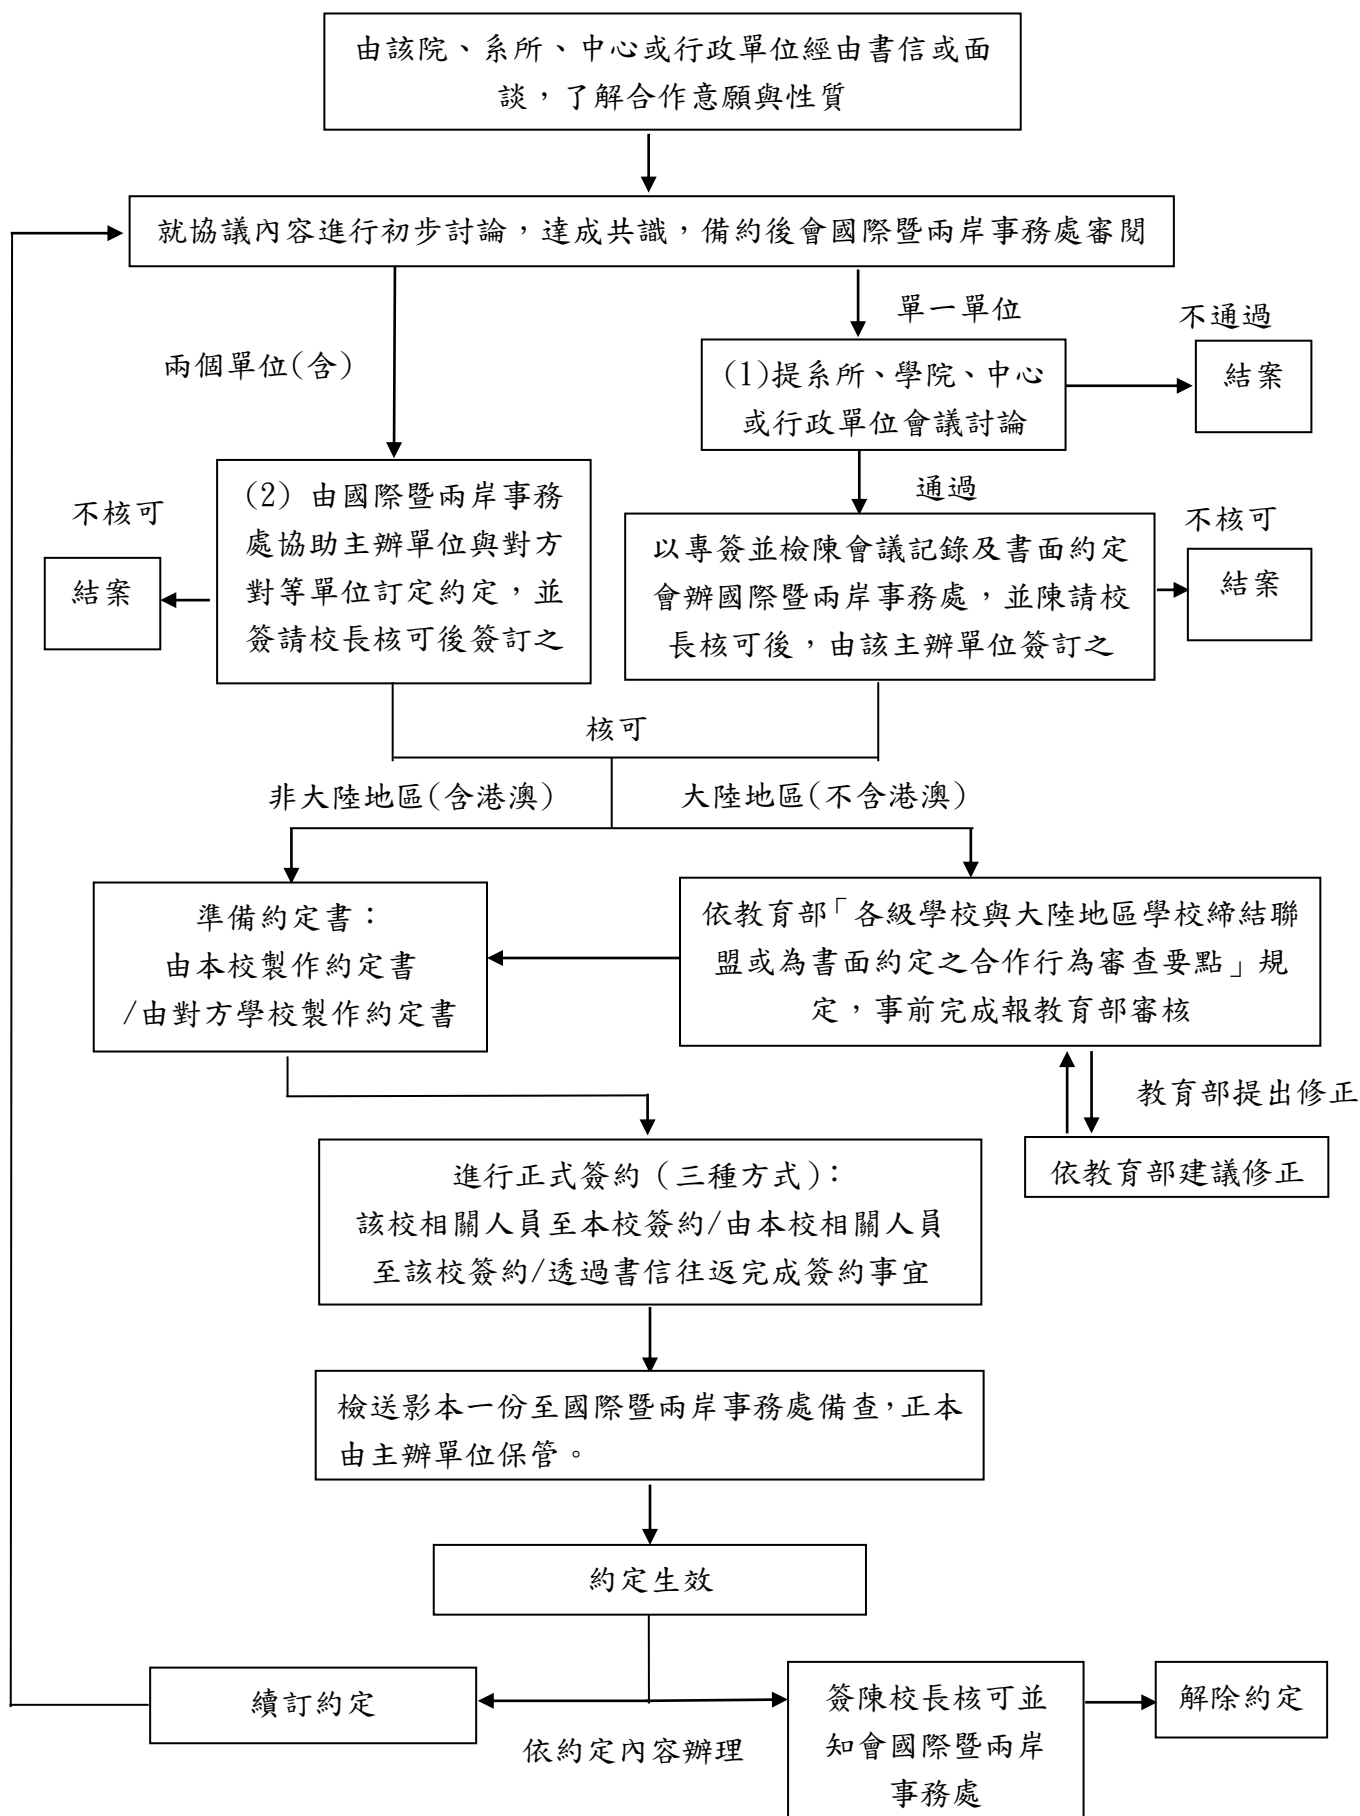 由該院、系所、中心或行政單位經由書信或面
談，了解合作意願與性質
就協議內容進行初步討論，達成共識，備約後會國際暨兩岸事務處審閱
單一單位
不通過
兩個單位(含)
(1)提系所、學院、中心
或行政單位會議討論
結案
(2) 由國際暨兩岸事務
處協助主辦單位與對方
對等單位訂定約定，並
簽請校長核可後簽訂之
不核可
結案
通過
以專簽並檢陳會議記錄及書面約定
會辦國際暨兩岸事務處，並陳請校
長核可後，由該主辦單位簽訂之
不核可
結案
核可
非大陸地區(含港澳)
大陸地區(不含港澳)
準備約定書：
由本校製作約定書
/由對方學校製作約定書
依教育部「各級學校與大陸地區學校締結聯
盟或為書面約定之合作行為審查要點」規
定，事前完成報教育部審核
教育部提出修正
依教育部建議修正
進行正式簽約（三種方式）：
該校相關人員至本校簽約/由本校相關人員
至該校簽約/透過書信往返完成簽約事宜
檢送影本一份至國際暨兩岸事務處備查，正本
由主辦單位保管。
約定生效
續訂約定
依約定內容辦理
簽陳校長核可並
知會國際暨兩岸
事務處
解除約定